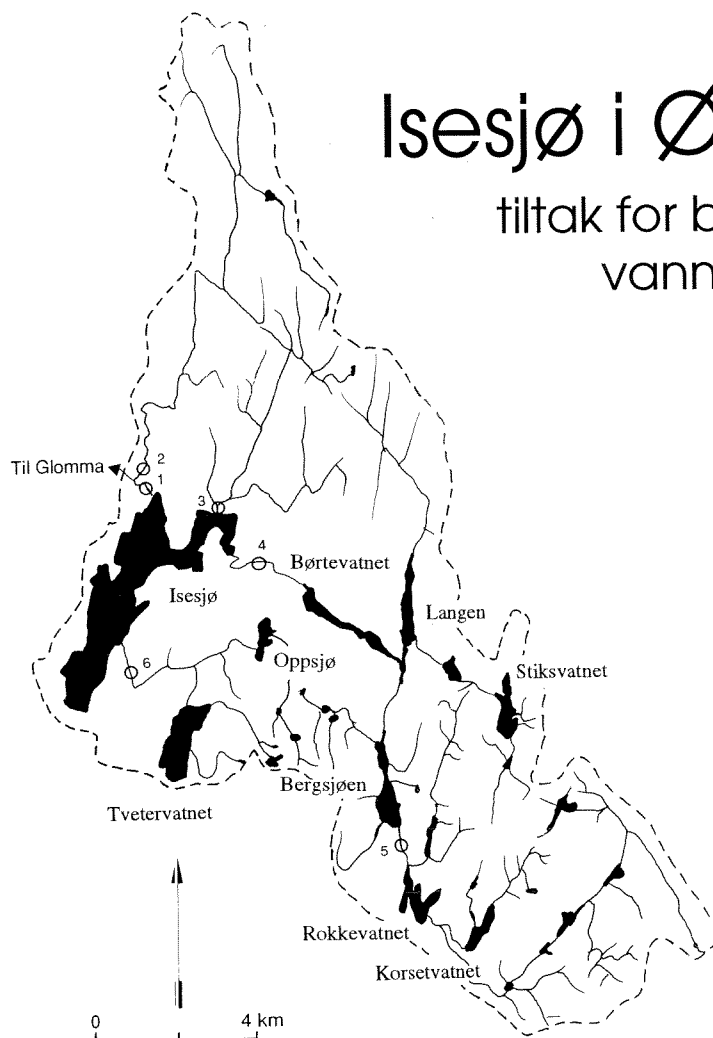 Isesjø i Ø
tiltak for b
vann
Til Glomma
2
1
3
4
Børtevatnet
Isesjø
Langen
6
Oppsjø
Stiksvatnet
Bergsjøen
Tvetervatnet
5
Rokkevatnet
Korsetvatnet
0
4 km